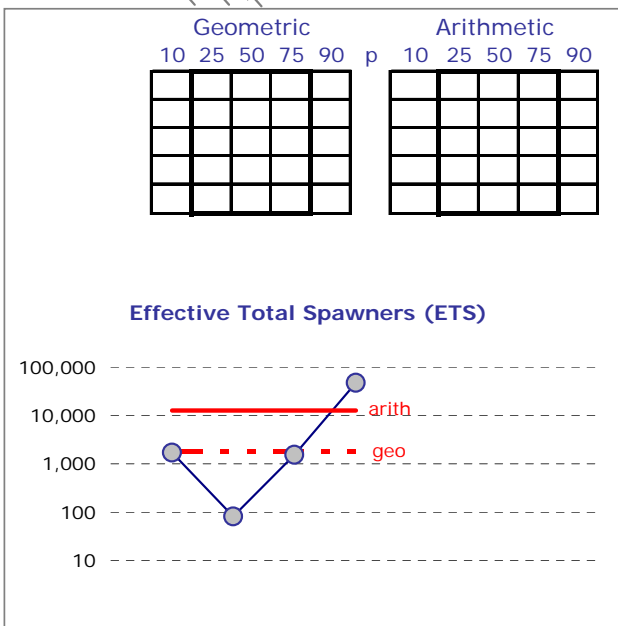 Geometric Arithmetic
10 25 50 75 90 p 10 25 50 75 90
Effective Total Spawners (ETS)
100,000
arith
10,000
geo
1,000
100
10